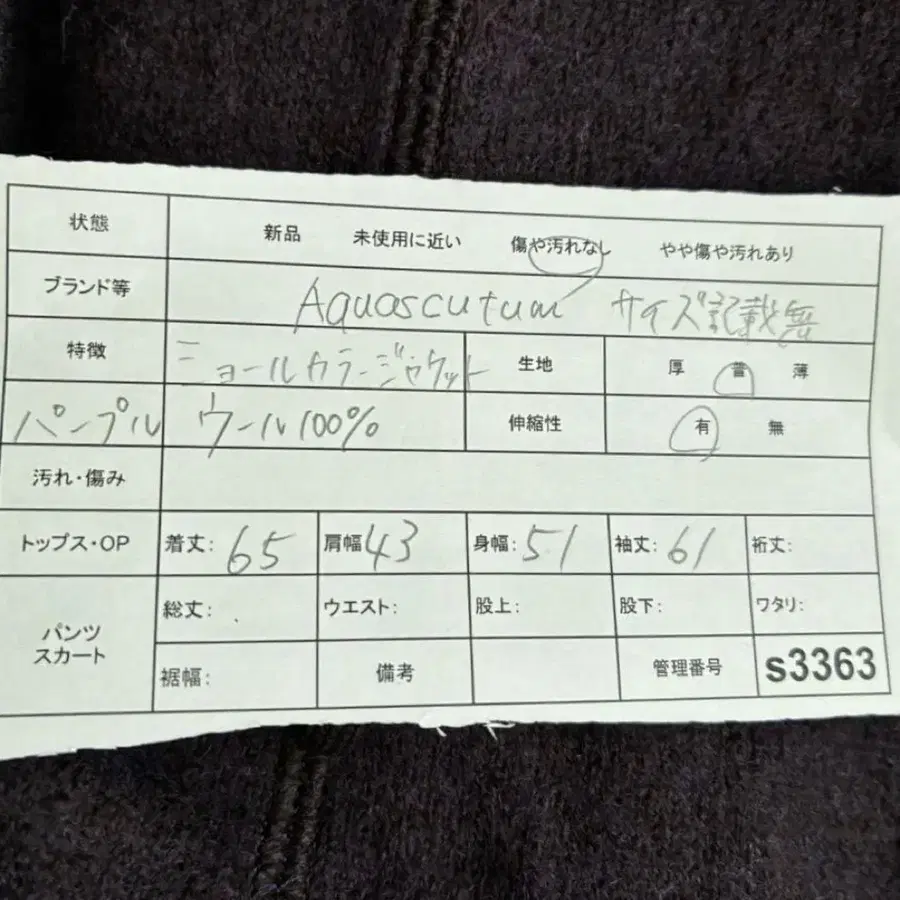 状態 新品 未使用に近い 傷や汚れなし やや傷や汚れあり
ブランド等 Aquascutum サイズ記載無
特徴 ショールカラージャケット 生地 厚 普 薄
パープル ウール100% 伸縮性 有 無
汚れ・傷み
トップス・OP 着丈: 65 肩幅 43 身幅: 51 袖丈: 61 裄丈:
パンツ
スカート
総丈: ウエスト: 股上: 股下: ワタリ:
裾幅: 備考 管理番号 s3363